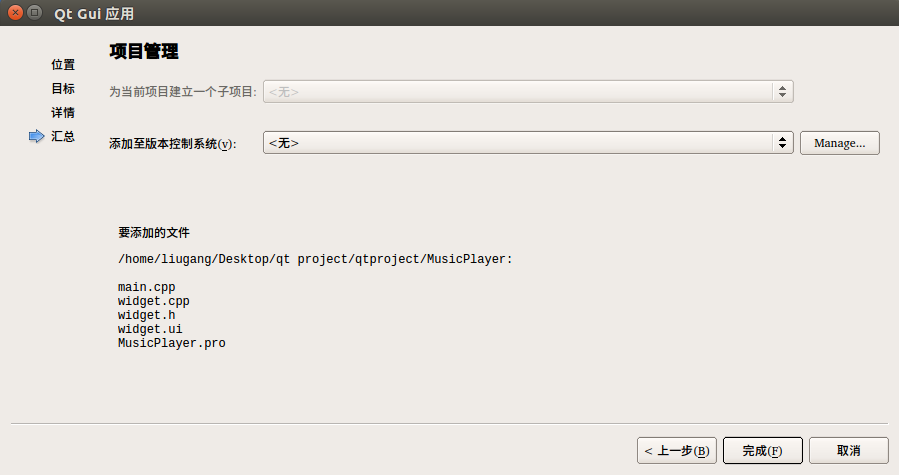 Qt Gui 应用
项目管理
位置
目标
详情
汇总
为当前项目建立一个子项目: <无>
添加至版本控制系统(v): <无> Manage...
要添加的文件
/home/liugang/Desktop/qt project/qtproject/MusicPlayer:
main.cpp
widget.cpp
widget.h
widget.ui
MusicPlayer.pro
< 上一步(B) 完成(F) 取消